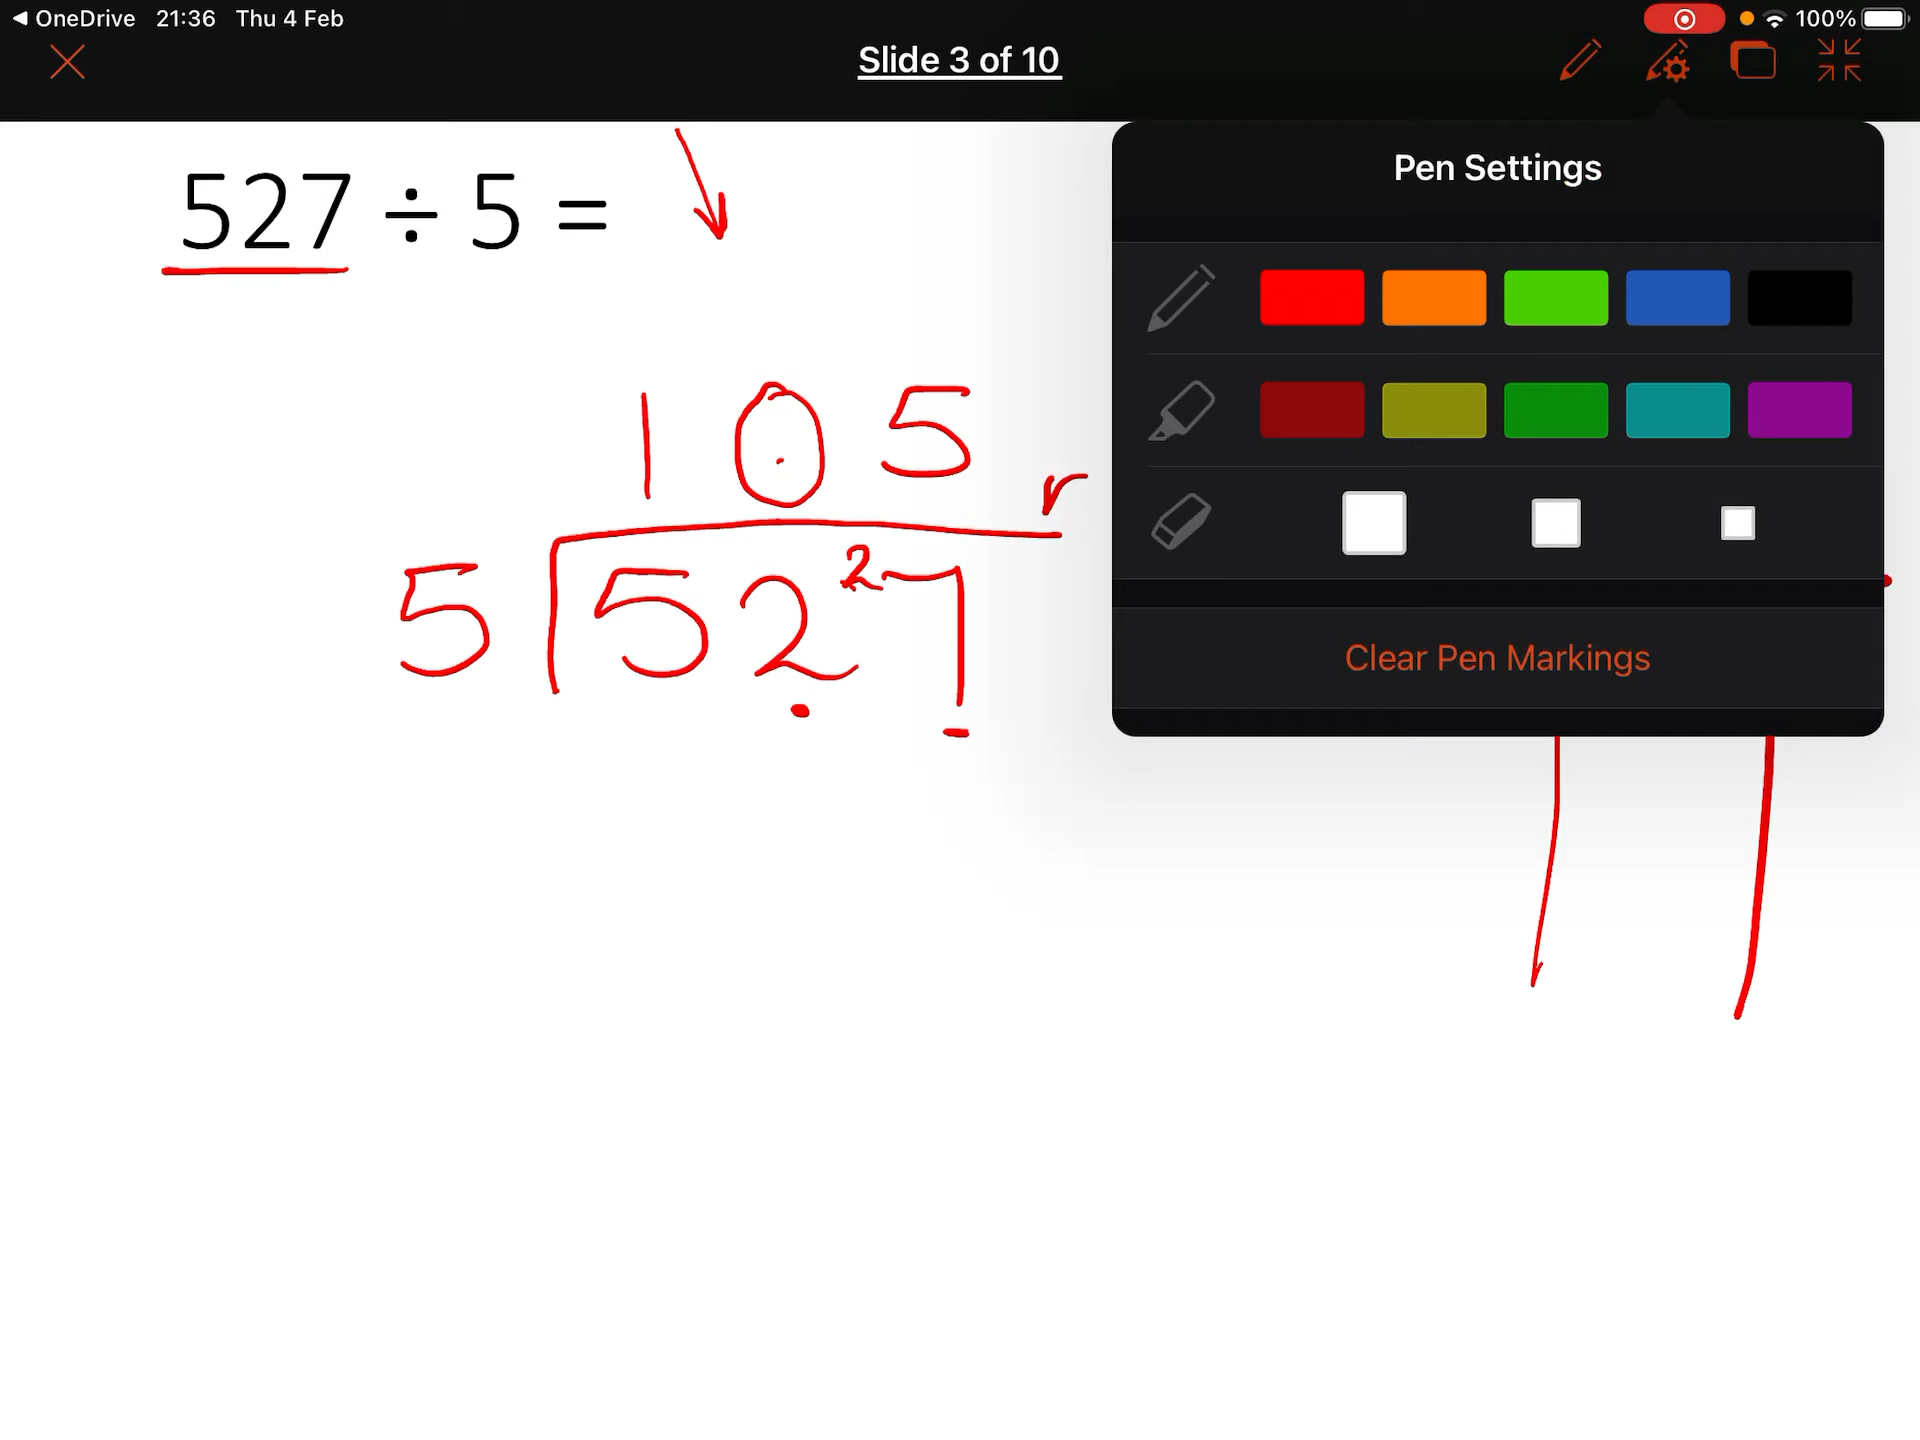 ◀ OneDrive 21:36 Thu 4 Feb 100%
Slide 3 of 10
Pen Settings
527 ÷ 5 =
105 r
5 52²7
Clear Pen Markings